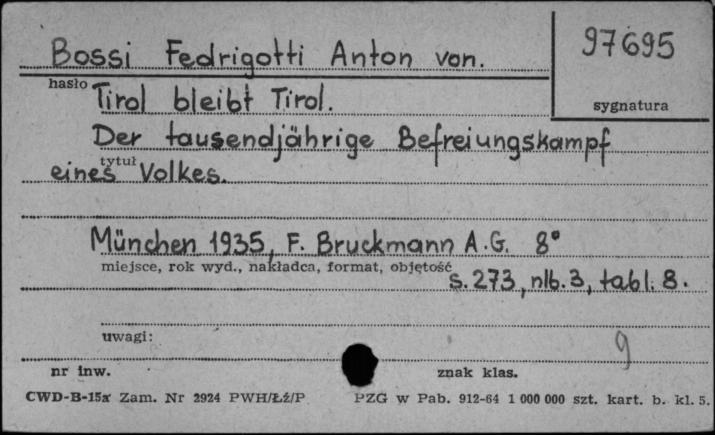 Bossi Fedrigotti Anton von.
97695
hasło
sygnatura
Tirol bleibt Tirol.
Der tausendjährige Befreiungskampf
tytuł
eines Volkes.
München 1935, F. Bruckmann A.G. 8°
miejsce, rok wyd., nakładca, format, objętość
s. 273, nlb. 3, tabl. 8.
uwagi:
9
nr inw.
znak klas.
CWD-B-15a Zam. Nr 2924 PWH/Łź/P PZG w Pab. 912-64 1 000 000 szt. kart. b. kl. 5.